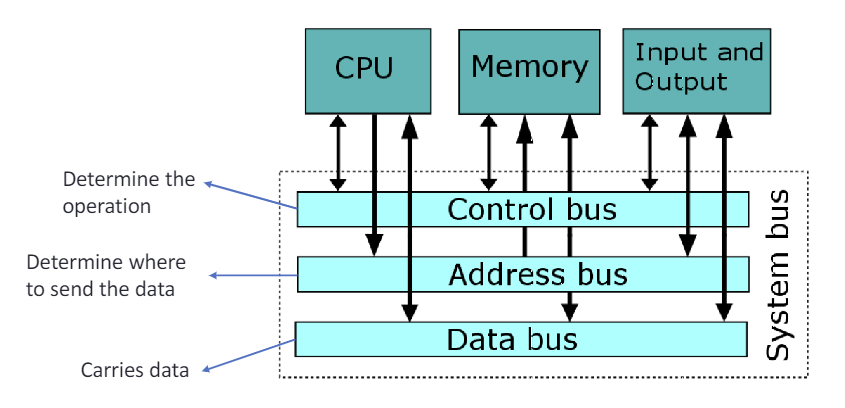 CPU
Memory
Input and
Output
Determine the
operation
Control bus
Determine where
to send the data
Address bus
Data bus
Carries data
System bus